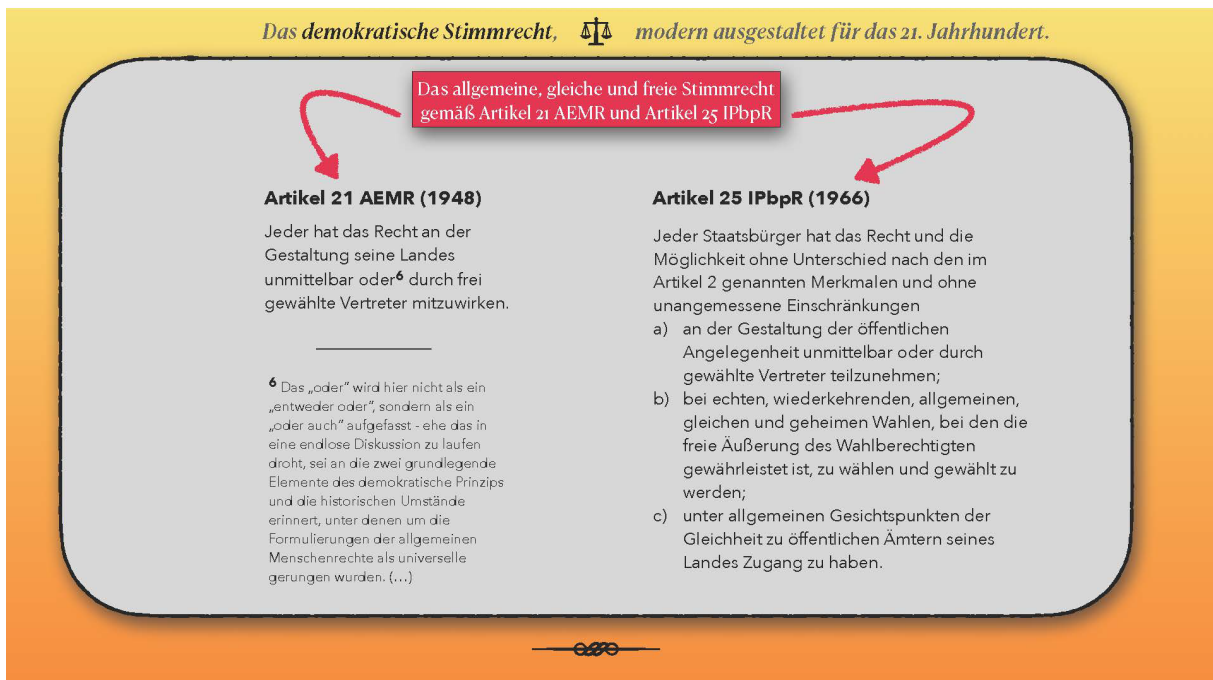 Das demokratische Stimmrecht, modern ausgestaltet für das 21. Jahrhundert.
Das allgemeine, gleiche und freie Stimmrecht
gemäß Artikel 21 AEMR und Artikel 25 IPbpR
Artikel 21 AEMR (1948)
Jeder hat das Recht an der
Gestaltung seine Landes
unmittelbar oder⁶ durch frei
gewählte Vertreter mitzuwirken.
⁶ Das „oder“ wird hier nicht als ein
„entweder oder“, sondern als ein
„oder auch“ aufgefasst - ehe das in
eine endlose Diskussion zu laufen
droht, sei an die zwei grundlegende
Elemente des demokratische Prinzips
und die historischen Umstände
erinnert, unter denen um die
Formulierungen der allgemeinen
Menschenrechte als universelle
gerungen wurden. (...)
Artikel 25 IPbpR (1966)
Jeder Staatsbürger hat das Recht und die
Möglichkeit ohne Unterschied nach den im
Artikel 2 genannten Merkmalen und ohne
unangemessene Einschränkungen
a) an der Gestaltung der öffentlichen
Angelegenheit unmittelbar oder durch
gewählte Vertreter teilzunehmen;
b) bei echten, wiederkehrenden, allgemeinen,
gleichen und geheimen Wahlen, bei den die
freie Äußerung des Wahlberechtigten
gewährleistet ist, zu wählen und gewählt zu
werden;
c) unter allgemeinen Gesichtspunkten der
Gleichheit zu öffentlichen Ämtern seines
Landes Zugang zu haben.